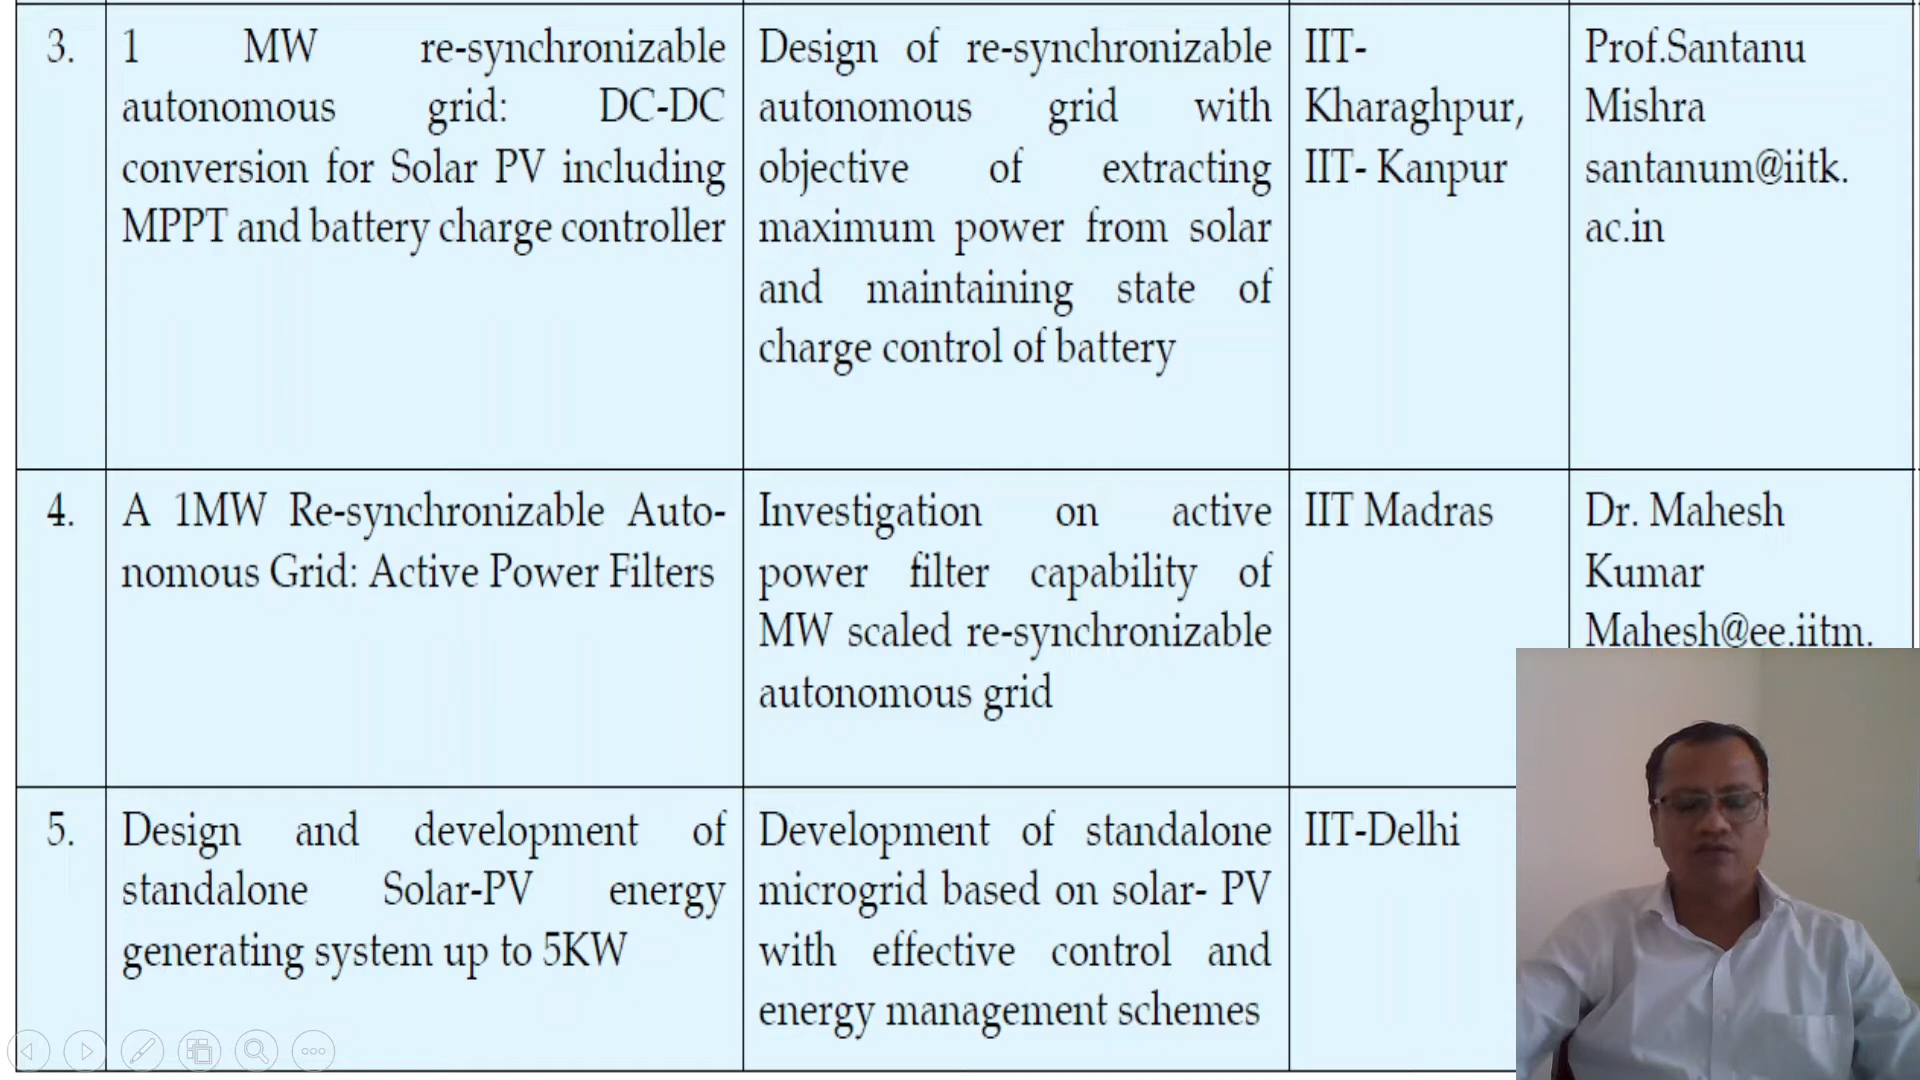 3.
1 MW re-synchronizable
autonomous grid: DC-DC
conversion for Solar PV including
MPPT and battery charge controller
Design of re-synchronizable
autonomous grid with
objective of extracting
maximum power from solar
and maintaining state of
charge control of battery
IIT-
Kharaghpur,
IIT- Kanpur
Prof.Santanu
Mishra
santanum@iitk.
ac.in
4.
A 1MW Re-synchronizable Auto-
nomous Grid: Active Power Filters
Investigation on active
power filter capability of
MW scaled re-synchronizable
autonomous grid
IIT Madras
Dr. Mahesh
Kumar
Mahesh@ee.iitm.
5.
Design and development of
standalone Solar-PV energy
generating system up to 5KW
Development of standalone
microgrid based on solar- PV
with effective control and
energy management schemes
IIT-Delhi